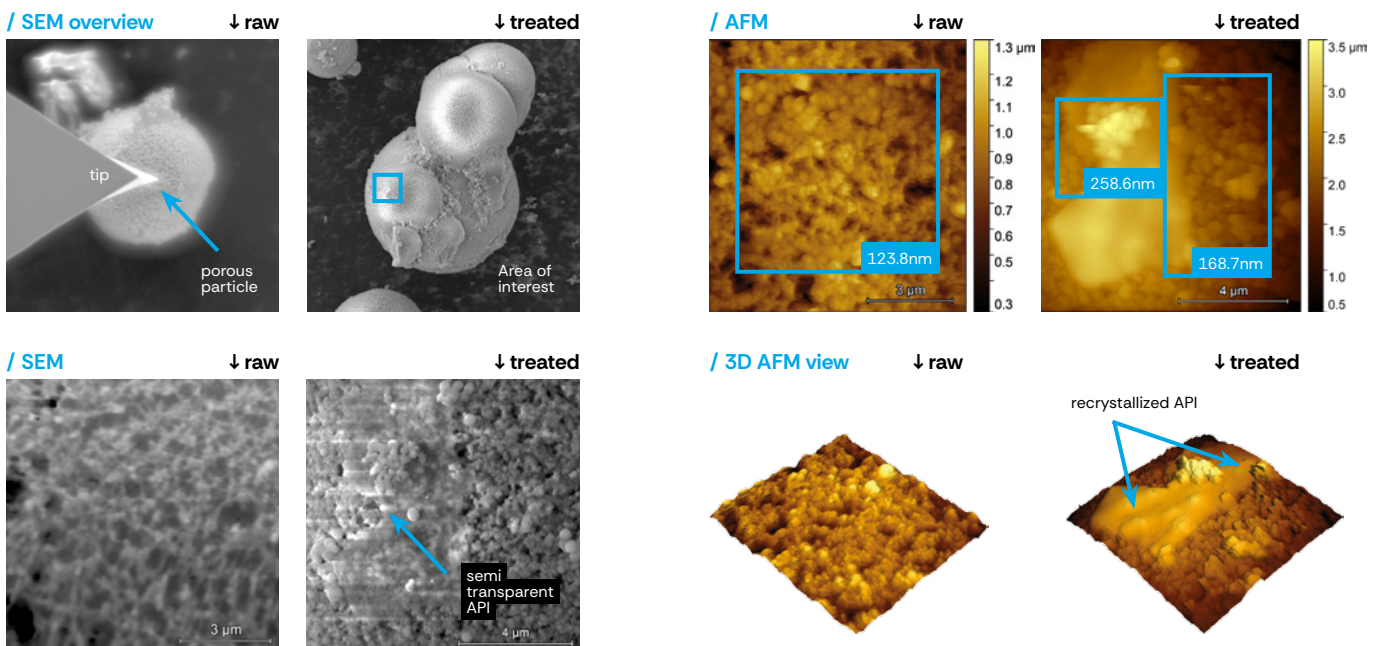 / SEM overview
↓ raw
↓ treated
tip
porous
particle
Area of
interest
/ AFM
↓ raw
↓ treated
123.8nm
3 µm
1.3 µm
1.2
1.1
1.0
0.9
0.8
0.7
0.6
0.5
0.3
258.6nm
168.7nm
4 µm
3.5 µm
3.0
2.5
2.0
1.5
1.0
0.5
/ SEM
↓ raw
↓ treated
3 µm
semi
transparent
API
4 µm
/ 3D AFM view
↓ raw
↓ treated
recrystallized API